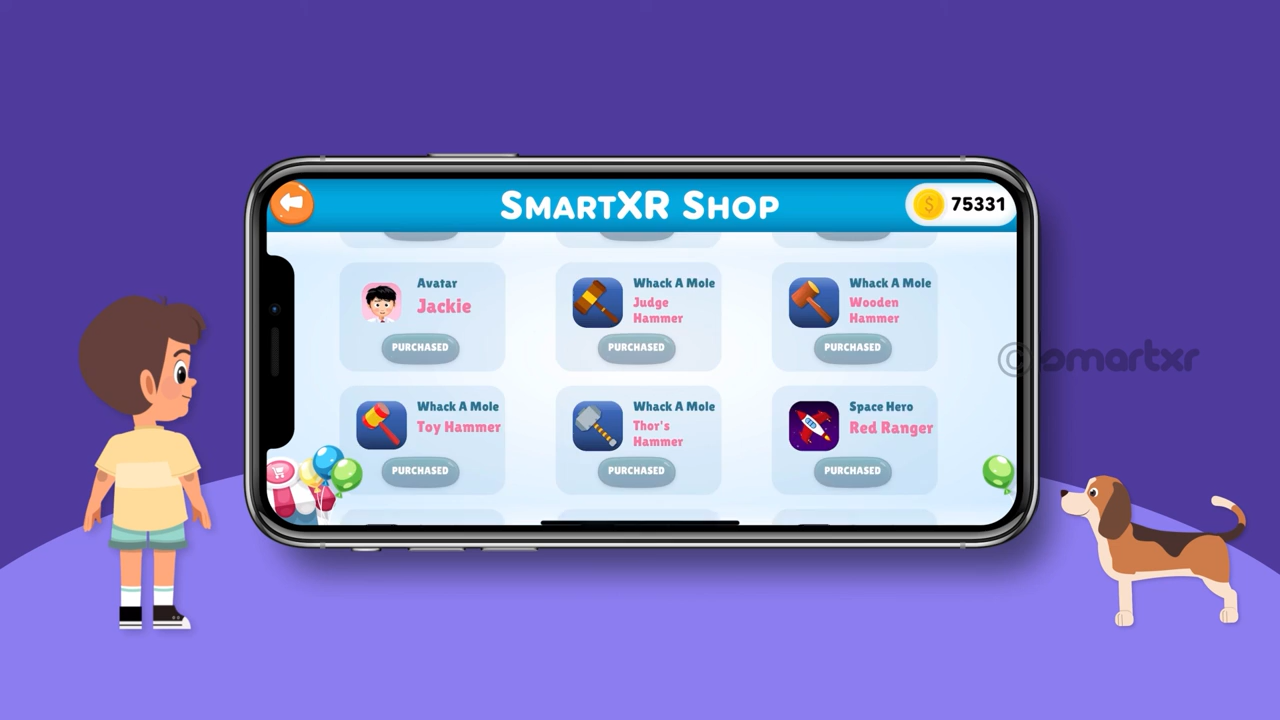 SmartXR Shop
75331
Avatar
Jackie
PURCHASED
Whack A Mole
Judge
Hammer
PURCHASED
Whack A Mole
Wooden
Hammer
PURCHASED
Whack A Mole
Toy Hammer
PURCHASED
Whack A Mole
Thor's
Hammer
PURCHASED
Space Hero
Red Ranger
PURCHASED
© smartxr